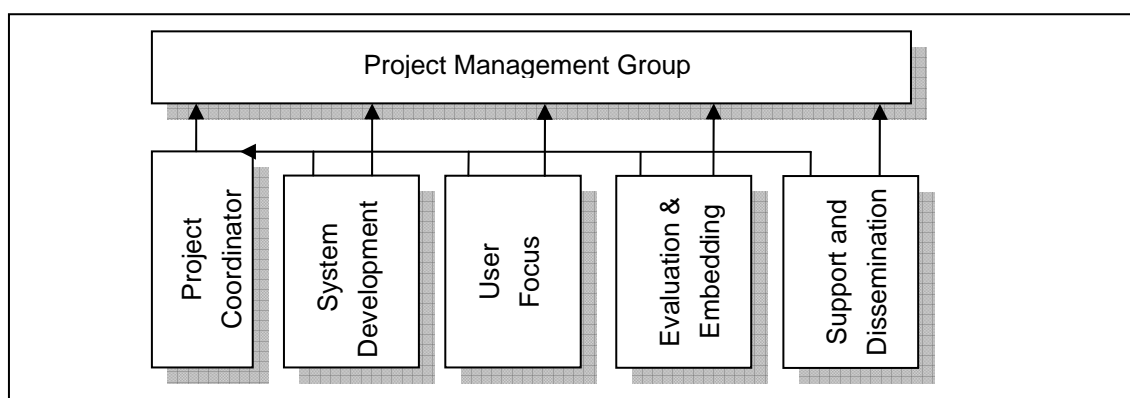 Project Management Group
Project
Coordinator
System
Development
User
Focus
Evaluation &
Embedding
Support and
Dissemination